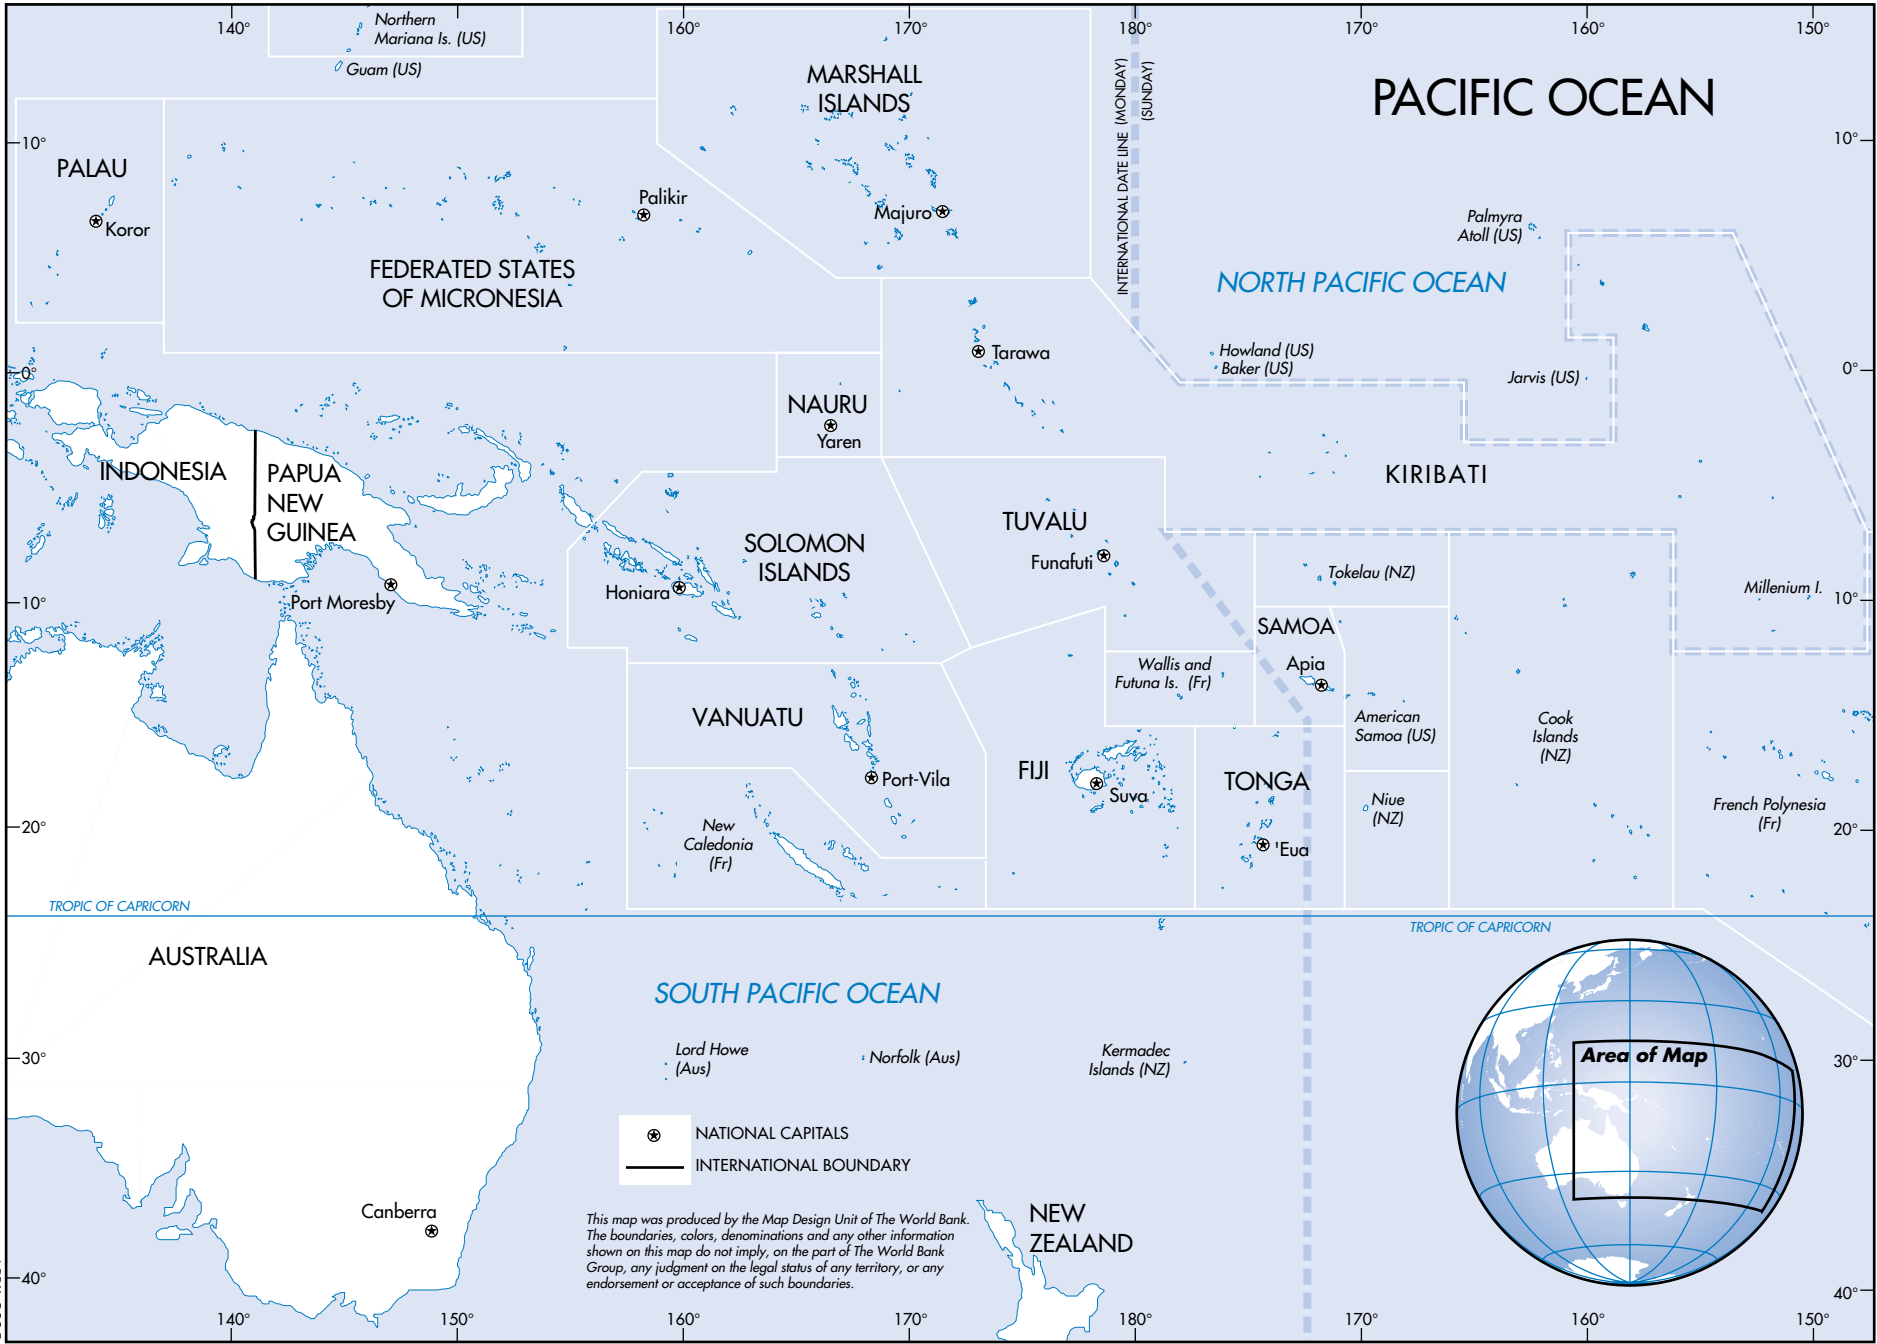 140°
150°
160°
170°
180°
170°
160°
150°
Northern
Mariana Is. (US)
Guam (US)
MARSHALL
ISLANDS
INTERNATIONAL DATE LINE (MONDAY)
(SUNDAY)
PACIFIC OCEAN
10°
10°
PALAU
Koror
Palikir
Majuro
FEDERATED STATES
OF MICRONESIA
Palmyra
Atoll (US)
NORTH PACIFIC OCEAN
Tarawa
Howland (US)
Baker (US)
Jarvis (US)
0°
0°
NAURU
Yaren
INDONESIA
PAPUA
NEW
GUINEA
KIRIBATI
TUVALU
Funafuti
SOLOMON
ISLANDS
Honiara
Port Moresby
Tokelau (NZ)
Millenium I.
10°
10°
SAMOA
Apia
Wallis and
Futuna Is. (Fr)
VANUATU
Port-Vila
American
Samoa (US)
Cook
Islands
(NZ)
FIJI
Suva
TONGA
'Eua
Niue
(NZ)
French Polynesia
(Fr)
New
Caledonia
(Fr)
20°
20°
TROPIC OF CAPRICORN
TROPIC OF CAPRICORN
AUSTRALIA
SOUTH PACIFIC OCEAN
Lord Howe
(Aus)
Norfolk (Aus)
Kermadec
Islands (NZ)
30°
30°
Area of Map
NATIONAL CAPITALS
INTERNATIONAL BOUNDARY
Canberra
This map was produced by the Map Design Unit of The World Bank.
The boundaries, colors, denominations and any other information
shown on this map do not imply, on the part of The World Bank
Group, any judgment on the legal status of any territory, or any
endorsement or acceptance of such boundaries.
NEW
ZEALAND
40°
40°
140°
150°
160°
170°
180°
170°
160°
150°